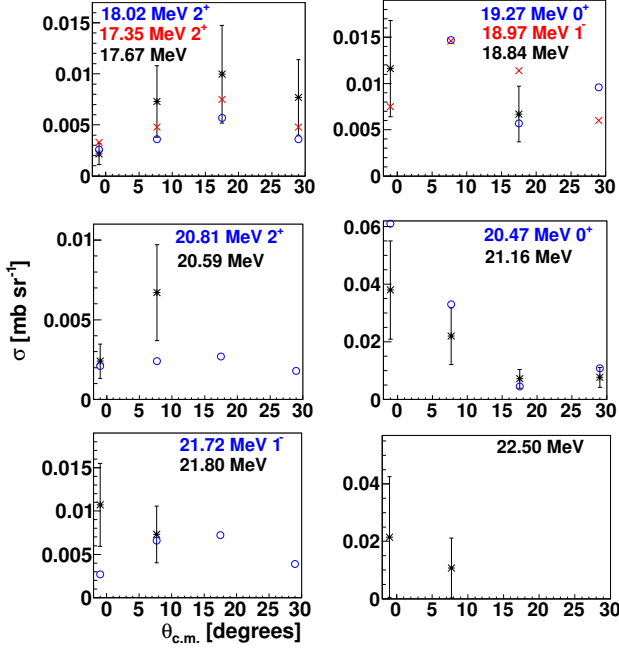 18.02 MeV 2+
17.35 MeV 2+
17.67 MeV
0.015
0.01
0.005
0
0 5 10 15 20 25 30
19.27 MeV 0+
18.97 MeV 1-
18.84 MeV
0.015
0.01
0.005
0
0 5 10 15 20 25 30
σ [mb sr-1]
20.81 MeV 2+
20.59 MeV
0.01
0.005
0
0 5 10 15 20 25 30
20.47 MeV 0+
21.16 MeV
0.06
0.04
0.02
0
0 5 10 15 20 25 30
21.72 MeV 1-
21.80 MeV
0.015
0.01
0.005
0
0 5 10 15 20 25 30
θc.m. [degrees]
22.50 MeV
0.04
0.02
0
0 5 10 15 20 25 30